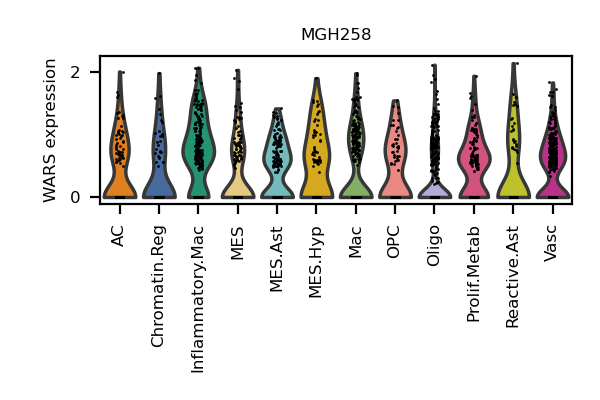 MGH258
WARS expression
2
0
AC
Chromatin.Reg
Inflammatory.Mac
MES
MES.Ast
MES.Hyp
Mac
OPC
Oligo
Prolif.Metab
Reactive.Ast
Vasc